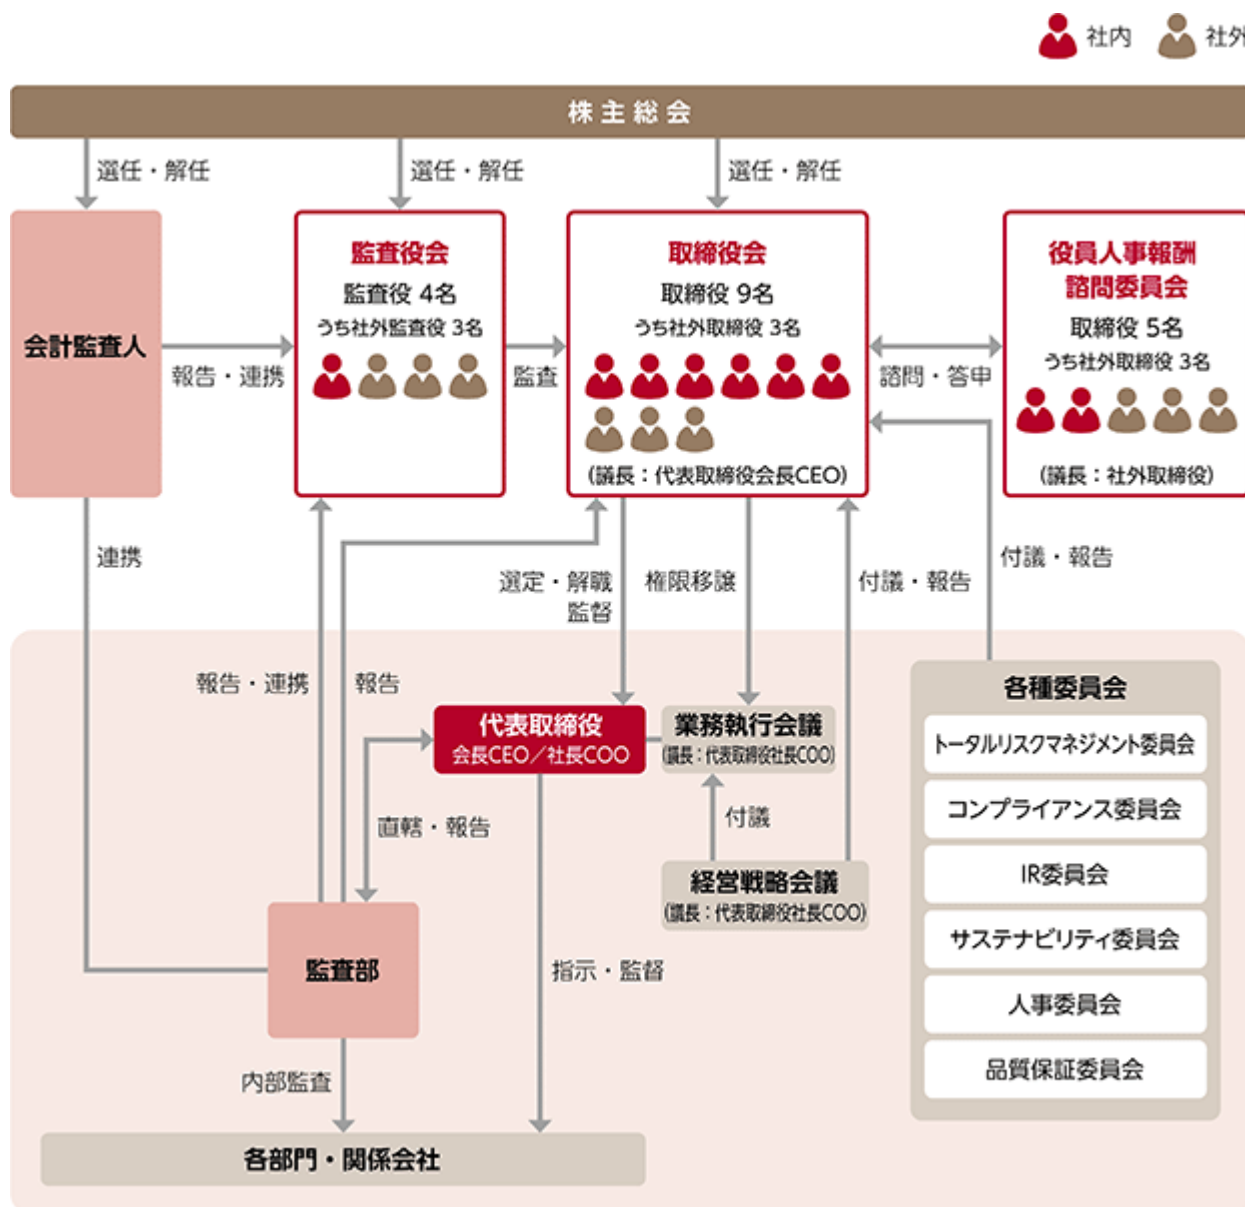 社内
社外
株主総会
選任・解任
選任・解任
選任・解任
会計監査人
報告・連携
監査役会
監査役 4名
うち社外監査役 3名
監査
取締役会
取締役 9名
うち社外取締役 3名
(議長：代表取締役会長CEO)
諮問・答申
役員人事報酬
諮問委員会
取締役 5名
うち社外取締役 3名
(議長：社外取締役)
連携
選定・解職
監督
権限移譲
付議・報告
付議・報告
報告・連携
報告
代表取締役
会長CEO／社長COO
業務執行会議
(議長：代表取締役社長COO)
直轄・報告
付議
経営戦略会議
(議長：代表取締役社長COO)
各種委員会
トータルリスクマネジメント委員会
コンプライアンス委員会
IR委員会
サステナビリティ委員会
人事委員会
品質保証委員会
監査部
指示・監督
内部監査
各部門・関係会社